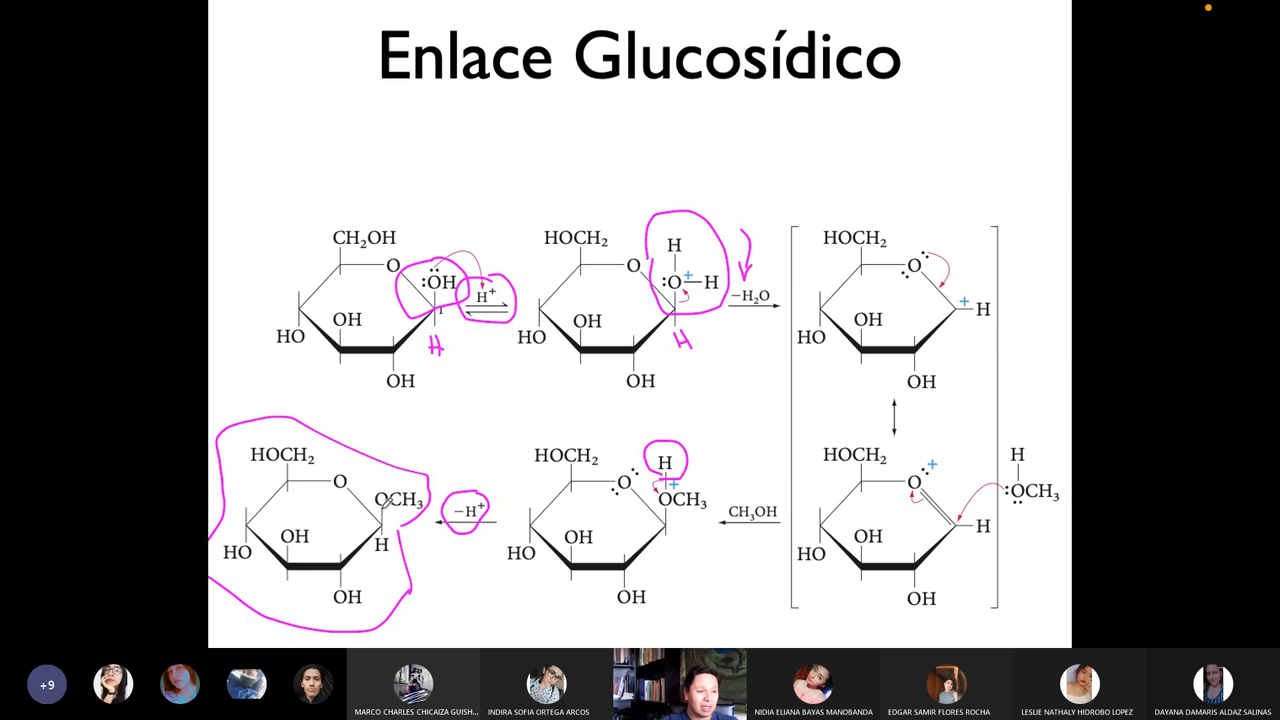 Enlace Glucosídico
CH₂OH
O
OH
H
HO
OH
OH
H⁺
HOCH₂
O
H
O
+
H
H
HO
OH
OH
−H₂O
HOCH₂
O
+
H
HO
OH
OH
HOCH₂
O
+
H
HO
OH
OH
H
OCH₃
CH₃OH
HOCH₂
O
H
+
OCH₃
HO
OH
OH
−H⁺
HOCH₂
O
OCH₃
H
HO
OH
OH
+9
MARCO CHARLES CHICAIZA GUISH...
INDIRA SOFIA ORTEGA ARCOS
NIDIA ELIANA BAYAS MANOBANDA
EDGAR SAMIR FLORES ROCHA
LESLIE NATHALY HIDROBO LOPEZ
DAYANA DAMARIS ALDAZ SALINAS